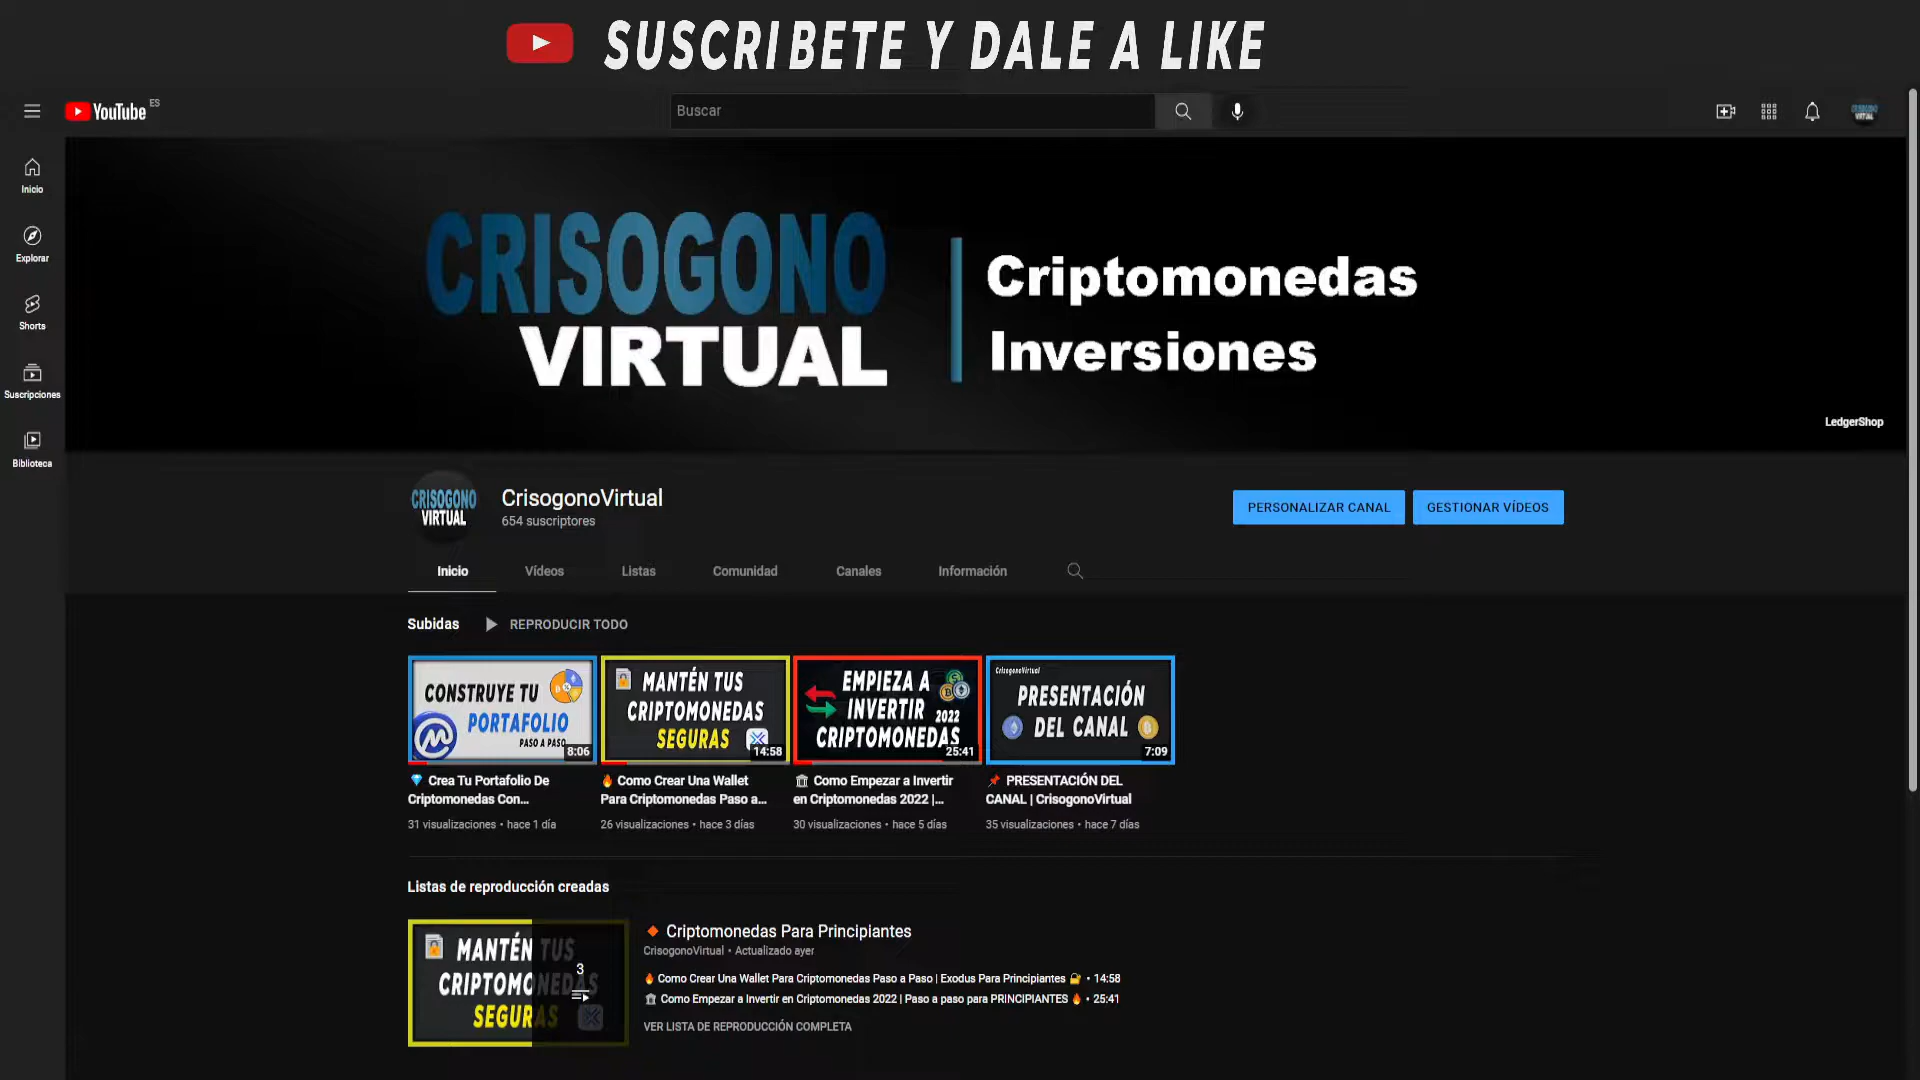 SUSCRIBETE Y DALE A LIKE
YouTube ES
Buscar
CRISOGONO
VIRTUAL
Inicio
Explorar
Shorts
Suscripciones
Biblioteca
CRISOGONO
VIRTUAL
Criptomonedas
Inversiones
LedgerShop
CRISOGONO
VIRTUAL
CrisogonoVirtual
654 suscriptores
PERSONALIZAR CANAL
GESTIONAR VÍDEOS
Inicio
Vídeos
Listas
Comunidad
Canales
Información
Subidas
REPRODUCIR TODO
CONSTRUYE TU
PORTAFOLIO
PASO A PASO
8:06
MANTÉN TUS
CRIPTOMONEDAS
SEGURAS
14:58
EMPIEZA A
INVERTIR 2022
CRIPTOMONEDAS
25:41
CrisogonoVirtual
PRESENTACIÓN
DEL CANAL
7:09
💎 Crea Tu Portafolio De
Criptomonedas Con...
31 visualizaciones • hace 1 día
🔥 Como Crear Una Wallet
Para Criptomonedas Paso a...
26 visualizaciones • hace 3 días
🏛 Como Empezar a Invertir
en Criptomonedas 2022 |...
30 visualizaciones • hace 5 días
📌 PRESENTACIÓN DEL
CANAL | CrisogonoVirtual
35 visualizaciones • hace 7 días
Listas de reproducción creadas
MANTÉN TUS
CRIPTOMONEDAS
SEGURAS
3
🔸 Criptomonedas Para Principiantes
CrisogonoVirtual • Actualizado ayer
🔥 Como Crear Una Wallet Para Criptomonedas Paso a Paso | Exodus Para Principiantes 🔐 • 14:58
🏛 Como Empezar a Invertir en Criptomonedas 2022 | Paso a paso para PRINCIPIANTES 🔥 • 25:41
VER LISTA DE REPRODUCCIÓN COMPLETA